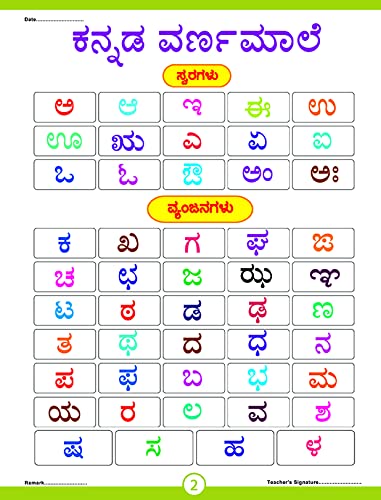 Date......................
ಕನ್ನಡ ವರ್ಣಮಾಲೆ
ಸ್ವರಗಳು
ಅ ಆ ಇ ಈ ಉ
ಊ ಋ ಎ ಏ ಐ
ಒ ಓ ಔ ಅಂ ಅಃ
ವ್ಯಂಜನಗಳು
ಕ ಖ ಗ ಘ ಙ
ಚ ಛ ಜ ಝ ಞ
ಟ ಠ ಡ ಢ ಣ
ತ ಥ ದ ಧ ನ
ಪ ಫ ಬ ಭ ಮ
ಯ ರ ಲ ವ ಶ
ಷ ಸ ಹ ಳ
Remark...................... 2 Teacher's Signature......................